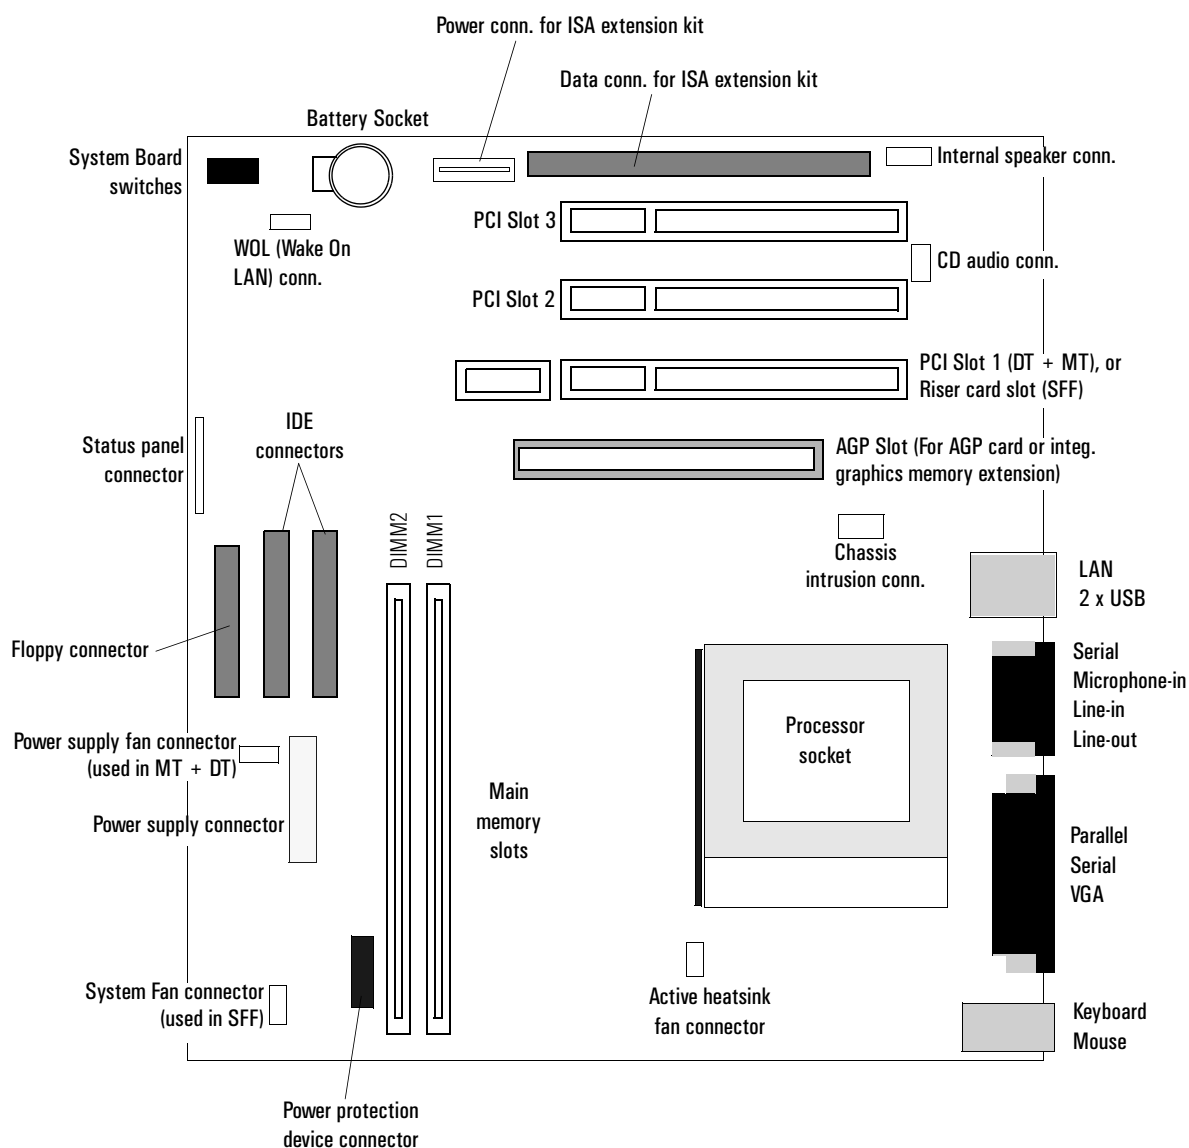 Power conn. for ISA extension kit
Data conn. for ISA extension kit
Battery Socket
System Board
switches
Internal speaker conn.
PCI Slot 3
WOL (Wake On
LAN) conn.
CD audio conn.
PCI Slot 2
PCI Slot 1 (DT + MT), or
Riser card slot (SFF)
IDE
connectors
Status panel
connector
AGP Slot (For AGP card or integ.
graphics memory extension)
DIMM2
DIMM1
Chassis
intrusion conn.
LAN
2 x USB
Floppy connector
Serial
Microphone-in
Line-in
Line-out
Processor
socket
Power supply fan connector
(used in MT + DT)
Main
memory
slots
Power supply connector
Parallel
Serial
VGA
System Fan connector
(used in SFF)
Active heatsink
fan connector
Keyboard
Mouse
Power protection
device connector